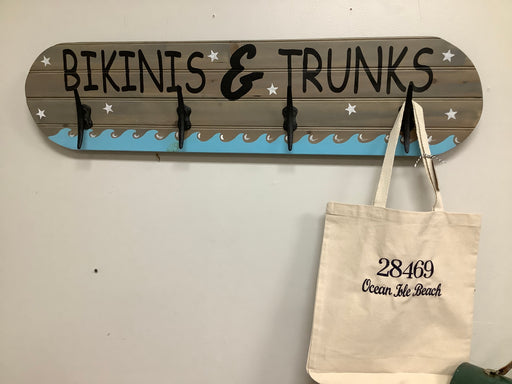 BIKINIS & TRUNKS
28469
Ocean Isle Beach